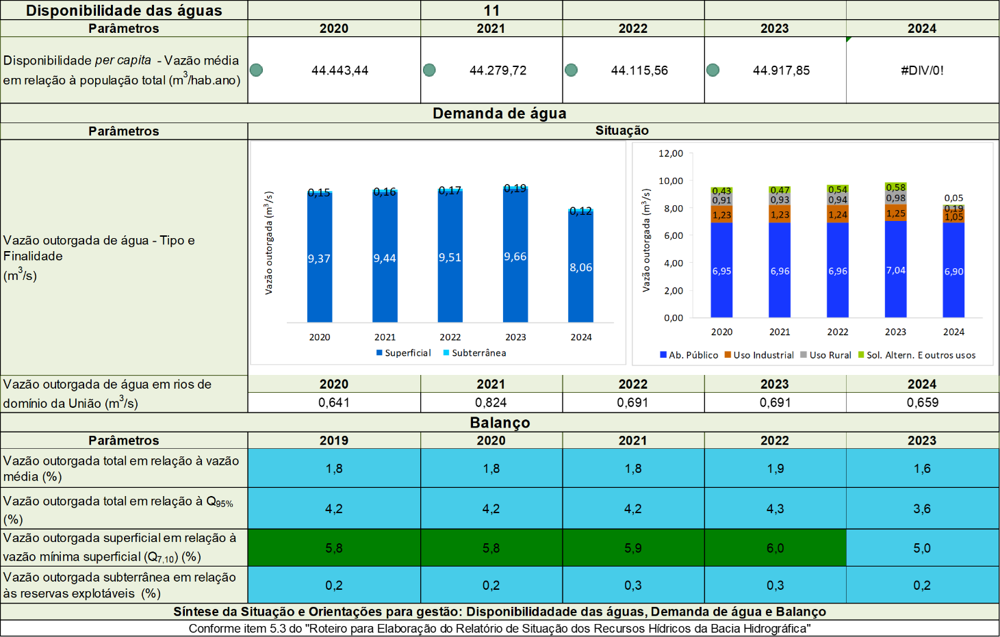 Disponibilidade das águas 11
Parâmetros 2020 2021 2022 2023 2024
Disponibilidade per capita - Vazão média
em relação à população total (m³/hab.ano)
44.443,44 44.279,72 44.115,56 44.917,85 #DIV/0!
Demanda de água
Parâmetros Situação
Vazão outorgada de água - Tipo e
Finalidade
(m³/s)
Vazão outorgada (m³/s)
0,15 0,16 0,17 0,19 0,12
9,37 9,44 9,51 9,66 8,06
2020 2021 2022 2023 2024
Superficial Subterrânea
Vazão outorgada (m³/s)
12,00
10,00
8,00
6,00
4,00
2,00
0,00
0,43 0,47 0,54 0,58 0,05
0,91 0,93 0,94 0,98 0,19
1,23 1,23 1,24 1,25 1,05
6,95 6,96 6,96 7,04 6,90
2020 2021 2022 2023 2024
Ab. Público Uso Industrial Uso Rural Sol. Altern. E outros usos
Vazão outorgada de água em rios de
domínio da União (m³/s)
2020 2021 2022 2023 2024
0,641 0,824 0,691 0,691 0,659
Balanço
Parâmetros 2019 2020 2021 2022 2023
Vazão outorgada total em relação à vazão
média (%)
1,8 1,8 1,8 1,9 1,6
Vazão outorgada total em relação à Q95%
(%)
4,2 4,2 4,2 4,3 3,6
Vazão outorgada superficial em relação à
vazão mínima superficial (Q7,10) (%)
5,8 5,8 5,9 6,0 5,0
Vazão outorgada subterrânea em relação
às reservas explotáveis (%)
0,2 0,2 0,3 0,3 0,2
Síntese da Situação e Orientações para gestão: Disponibilidadade das águas, Demanda de água e Balanço
Conforme item 5.3 do "Roteiro para Elaboração do Relatório de Situação dos Recursos Hídricos da Bacia Hidrográfica"